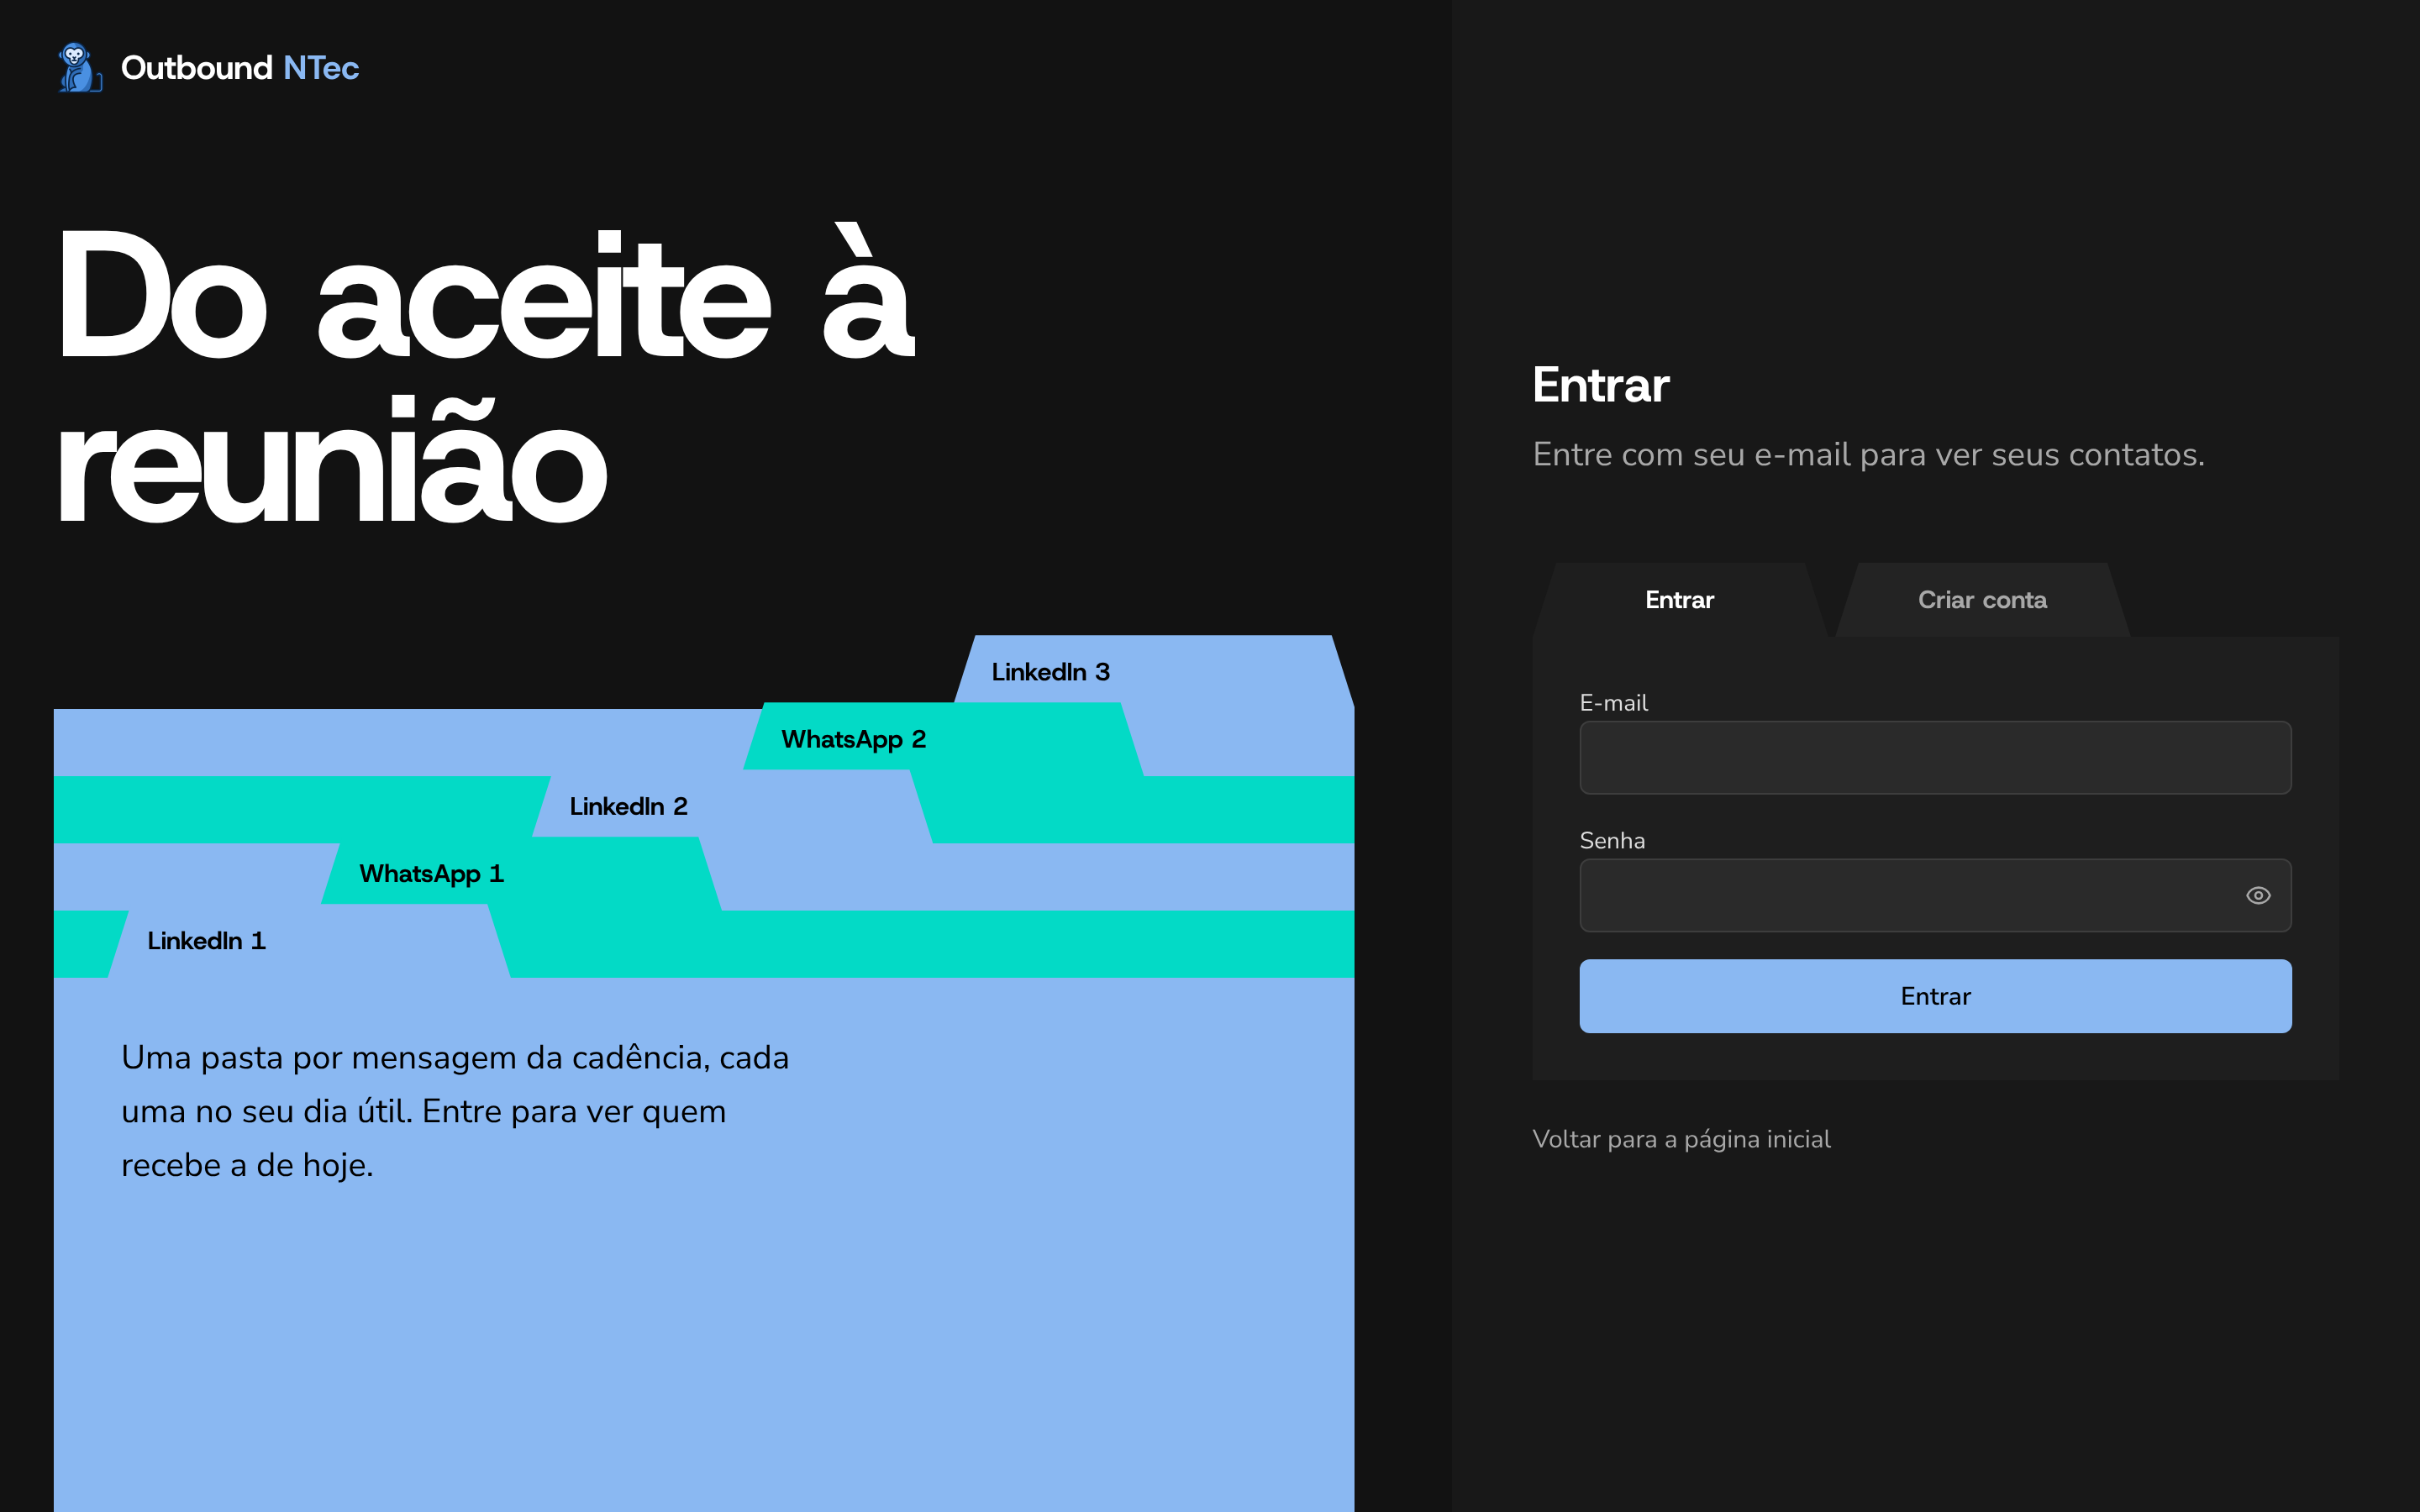 Outbound NTec
Do aceite à
reunião
LinkedIn 3
WhatsApp 2
LinkedIn 2
WhatsApp 1
LinkedIn 1
Uma pasta por mensagem da cadência, cada
uma no seu dia útil. Entre para ver quem
recebe a de hoje.
Entrar
Entre com seu e-mail para ver seus contatos.
Entrar
Criar conta
E-mail
Senha
Entrar
Voltar para a página inicial